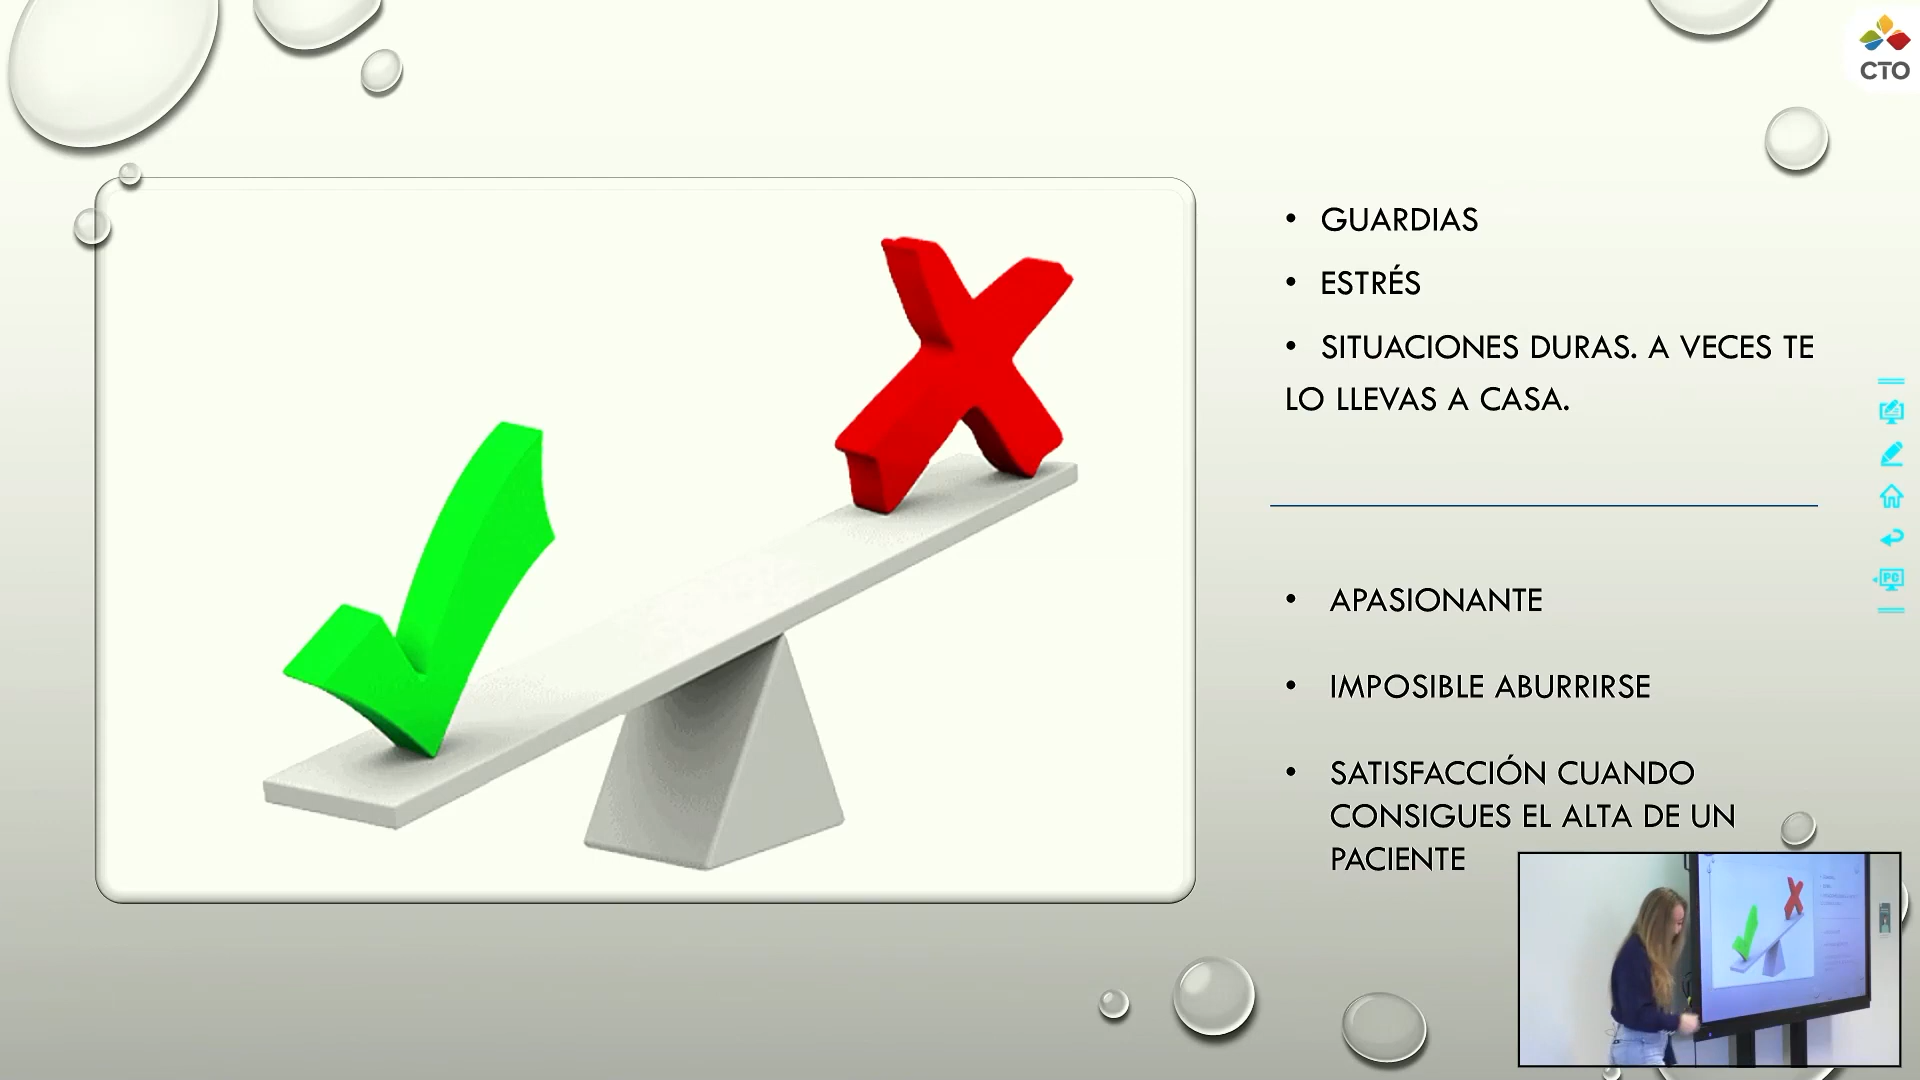 CTO
• GUARDIAS
• ESTRÉS
• SITUACIONES DURAS. A VECES TE
LO LLEVAS A CASA.
• APASIONANTE
• IMPOSIBLE ABURRIRSE
• SATISFACCIÓN CUANDO
CONSIGUES EL ALTA DE UN
PACIENTE
PC